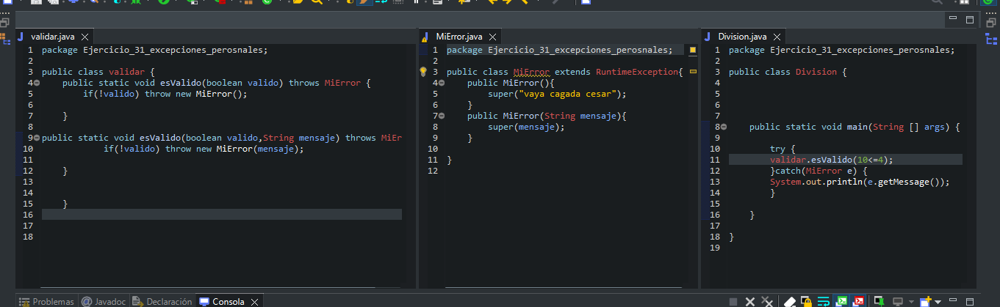 validar.java
1 package Ejercicio_31_excepciones_perosnales;
2
3 public class validar {
4 public static void esValido(boolean valido) throws MiError {
5 if(!valido) throw new MiError();
6
7 }
8
9 public static void esValido(boolean valido,String mensaje) throws MiEr
10 if(!valido) throw new MiError(mensaje);
11
12 }
13
14
15 }
16
17
18
MiError.java
1 package Ejercicio_31_excepciones_perosnales;
2
3 public class MiError extends RuntimeException{
4 public MiError(){
5 super("vaya cagada cesar");
6 }
7 public MiError(String mensaje){
8 super(mensaje);
9 }
10
11 }
12
Division.java
1 package Ejercicio_31_excepciones_perosnales;
2
3 public class Division {
4
5
6
7
8 public static void main(String [] args) {
9
10 try {
11 validar.esValido(10<=4);
12 }catch(MiError e) {
13 System.out.println(e.getMessage());
14 }
15
16 }
17
18 }
19
Problemas
@ Javadoc
Declaración
Consola